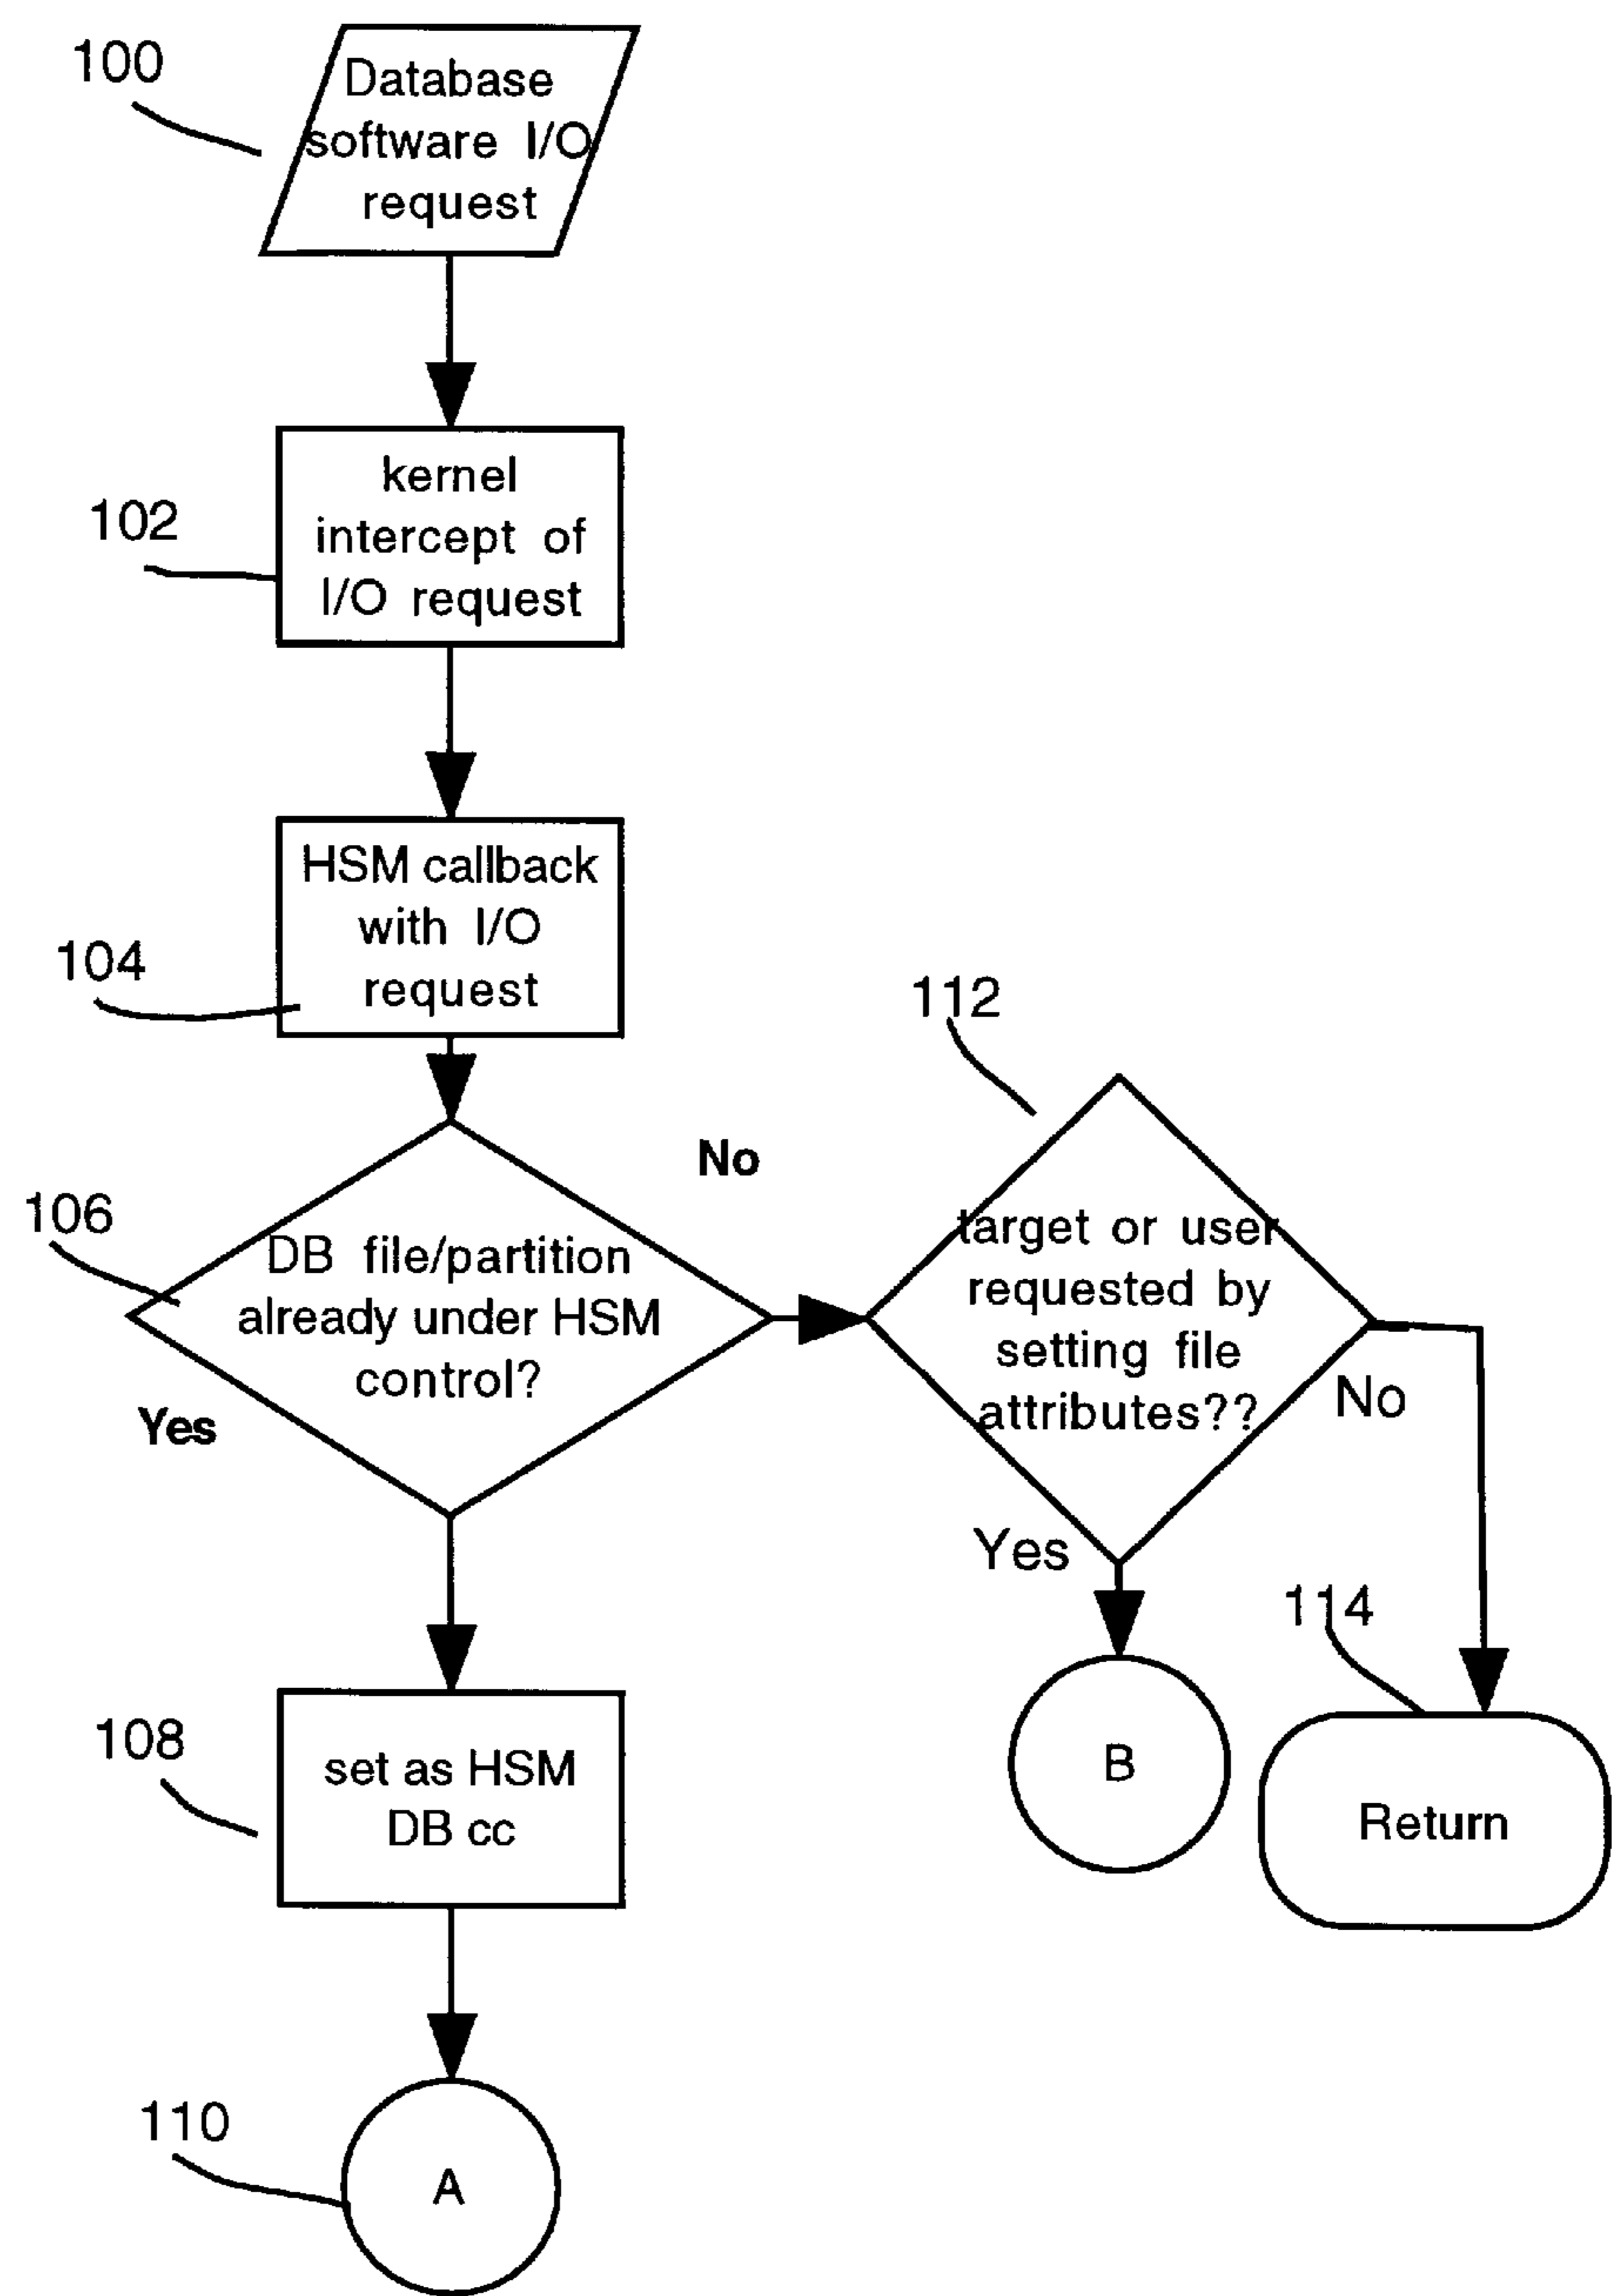 100
Database
software I/O
request
102
kernel
intercept of
I/O request
104
HSM callback
with I/O
request
106
DB file/partition
already under HSM
control?
No
Yes
112
target or user
requested by
setting file
attributes??
No
Yes
108
set as HSM
DB cc
114
B
Return
110
A